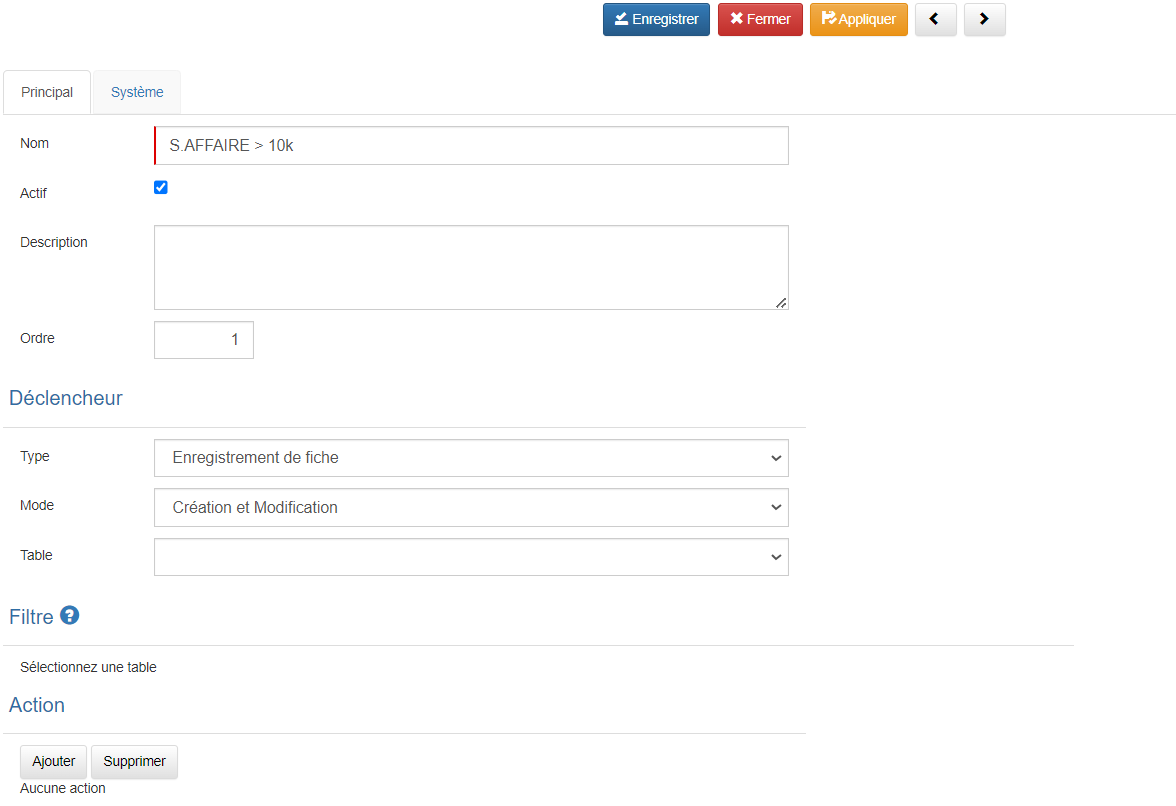 Enregistrer Fermer Appliquer
Principal Système
Nom S.AFFAIRE > 10k
Actif
Description
Ordre 1
Déclencheur
Type Enregistrement de fiche
Mode Création et Modification
Table
Filtre ?
Sélectionnez une table
Action
Ajouter Supprimer
Aucune action